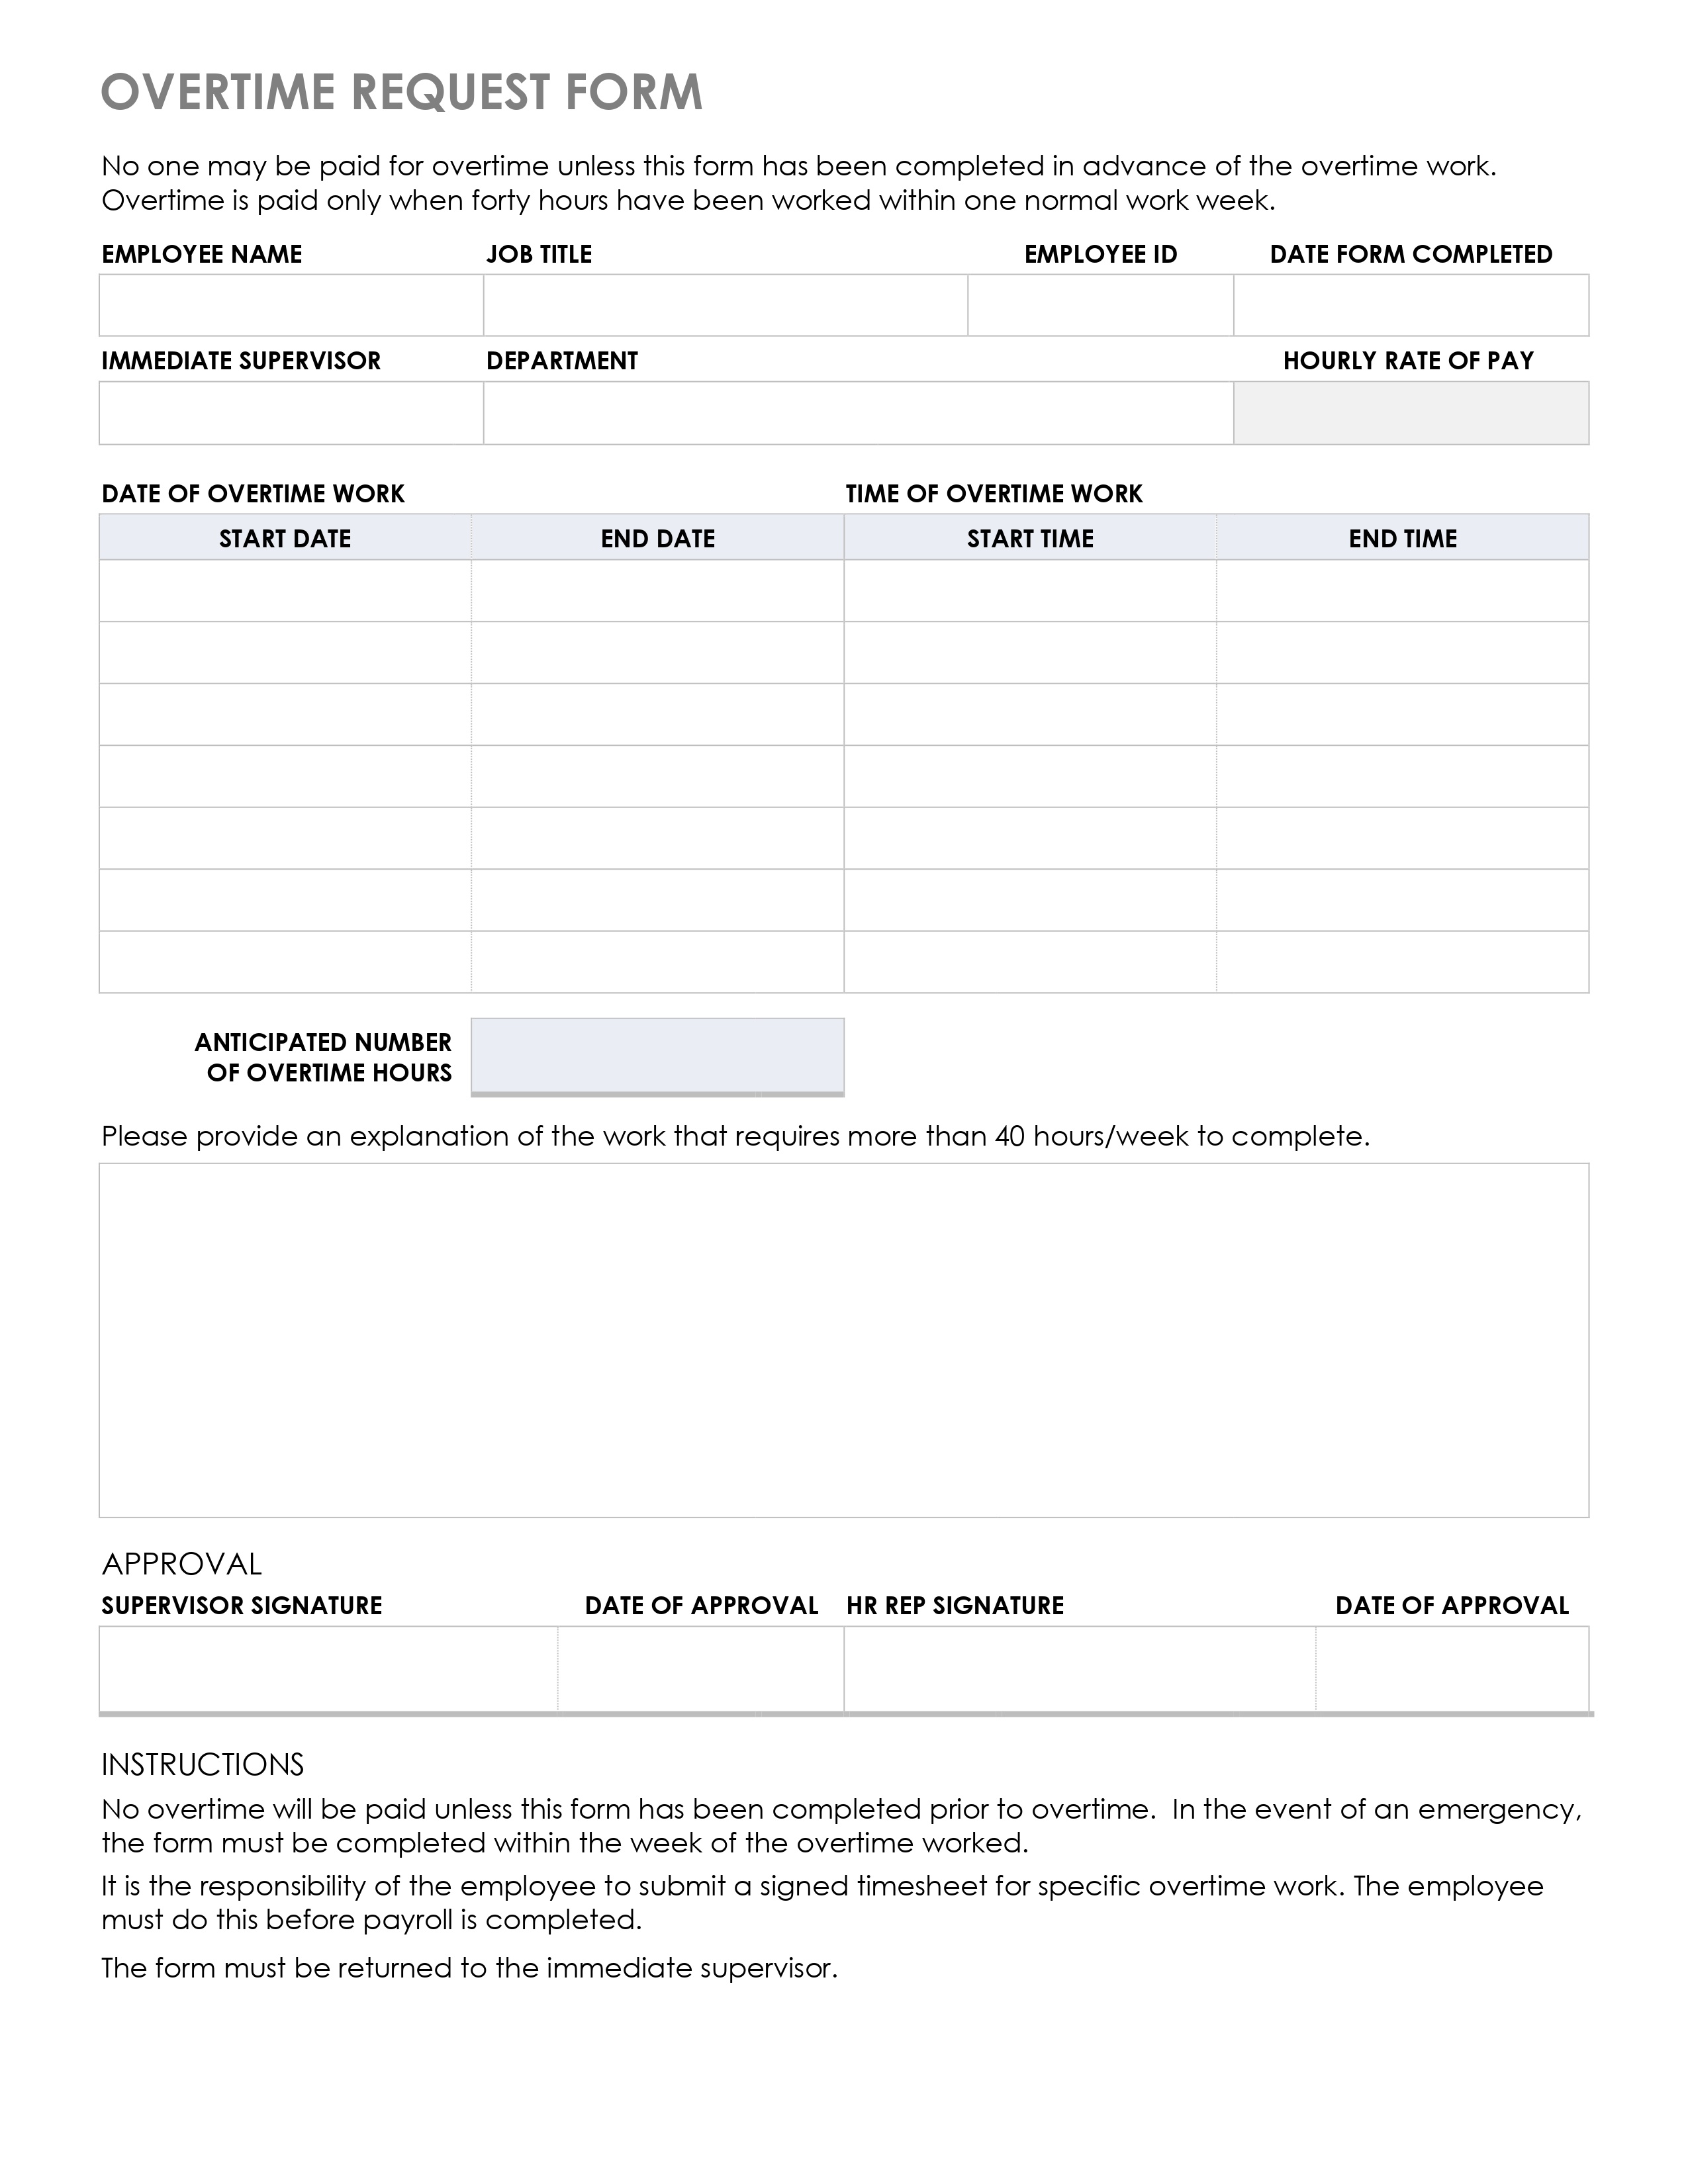 OVERTIME REQUEST FORM
No one may be paid for overtime unless this form has been completed in advance of the overtime work.
Overtime is paid only when forty hours have been worked within one normal work week.
EMPLOYEE NAME JOB TITLE EMPLOYEE ID DATE FORM COMPLETED
IMMEDIATE SUPERVISOR DEPARTMENT HOURLY RATE OF PAY
DATE OF OVERTIME WORK TIME OF OVERTIME WORK
START DATE END DATE START TIME END TIME
ANTICIPATED NUMBER
OF OVERTIME HOURS
Please provide an explanation of the work that requires more than 40 hours/week to complete.
APPROVAL
SUPERVISOR SIGNATURE DATE OF APPROVAL HR REP SIGNATURE DATE OF APPROVAL
INSTRUCTIONS
No overtime will be paid unless this form has been completed prior to overtime.  In the event of an emergency,
the form must be completed within the week of the overtime worked.
It is the responsibility of the employee to submit a signed timesheet for specific overtime work. The employee
must do this before payroll is completed.
The form must be returned to the immediate supervisor.